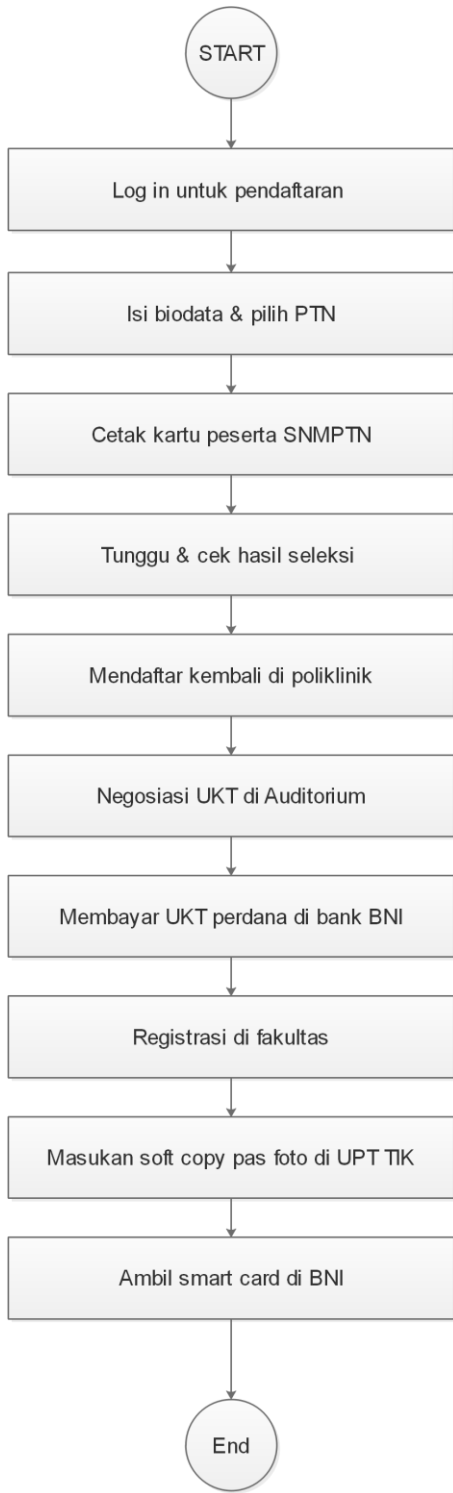 START
Log in untuk pendaftaran
Isi biodata & pilih PTN
Cetak kartu peserta SNMPTN
Tunggu & cek hasil seleksi
Mendaftar kembali di poliklinik
Negosiasi UKT di Auditorium
Membayar UKT perdana di bank BNI
Registrasi di fakultas
Masukan soft copy pas foto di UPT TIK
Ambil smart card di BNI
End